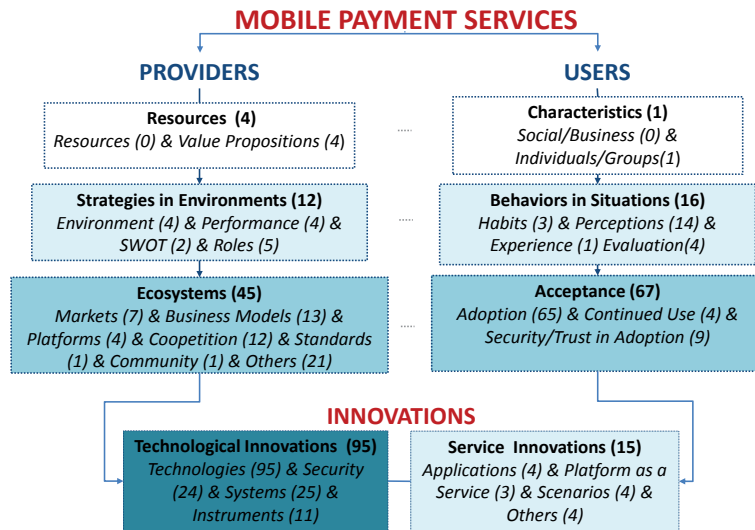 MOBILE PAYMENT SERVICES
PROVIDERS
USERS
Resources (4)
Resources (0) & Value Propositions (4)
Characteristics (1)
Social/Business (0) &
Individuals/Groups(1)
Strategies in Environments (12)
Environment (4) & Performance (4) &
SWOT (2) & Roles (5)
Behaviors in Situations (16)
Habits (3) & Perceptions (14) &
Experience (1) Evaluation(4)
Ecosystems (45)
Markets (7) & Business Models (13) &
Platforms (4) & Coopetition (12) & Standards
(1) & Community (1) & Others (21)
Acceptance (67)
Adoption (65) & Continued Use (4) &
Security/Trust in Adoption (9)
INNOVATIONS
Technological Innovations (95)
Technologies (95) & Security
(24) & Systems (25) &
Instruments (11)
Service Innovations (15)
Applications (4) & Platform as a
Service (3) & Scenarios (4) &
Others (4)